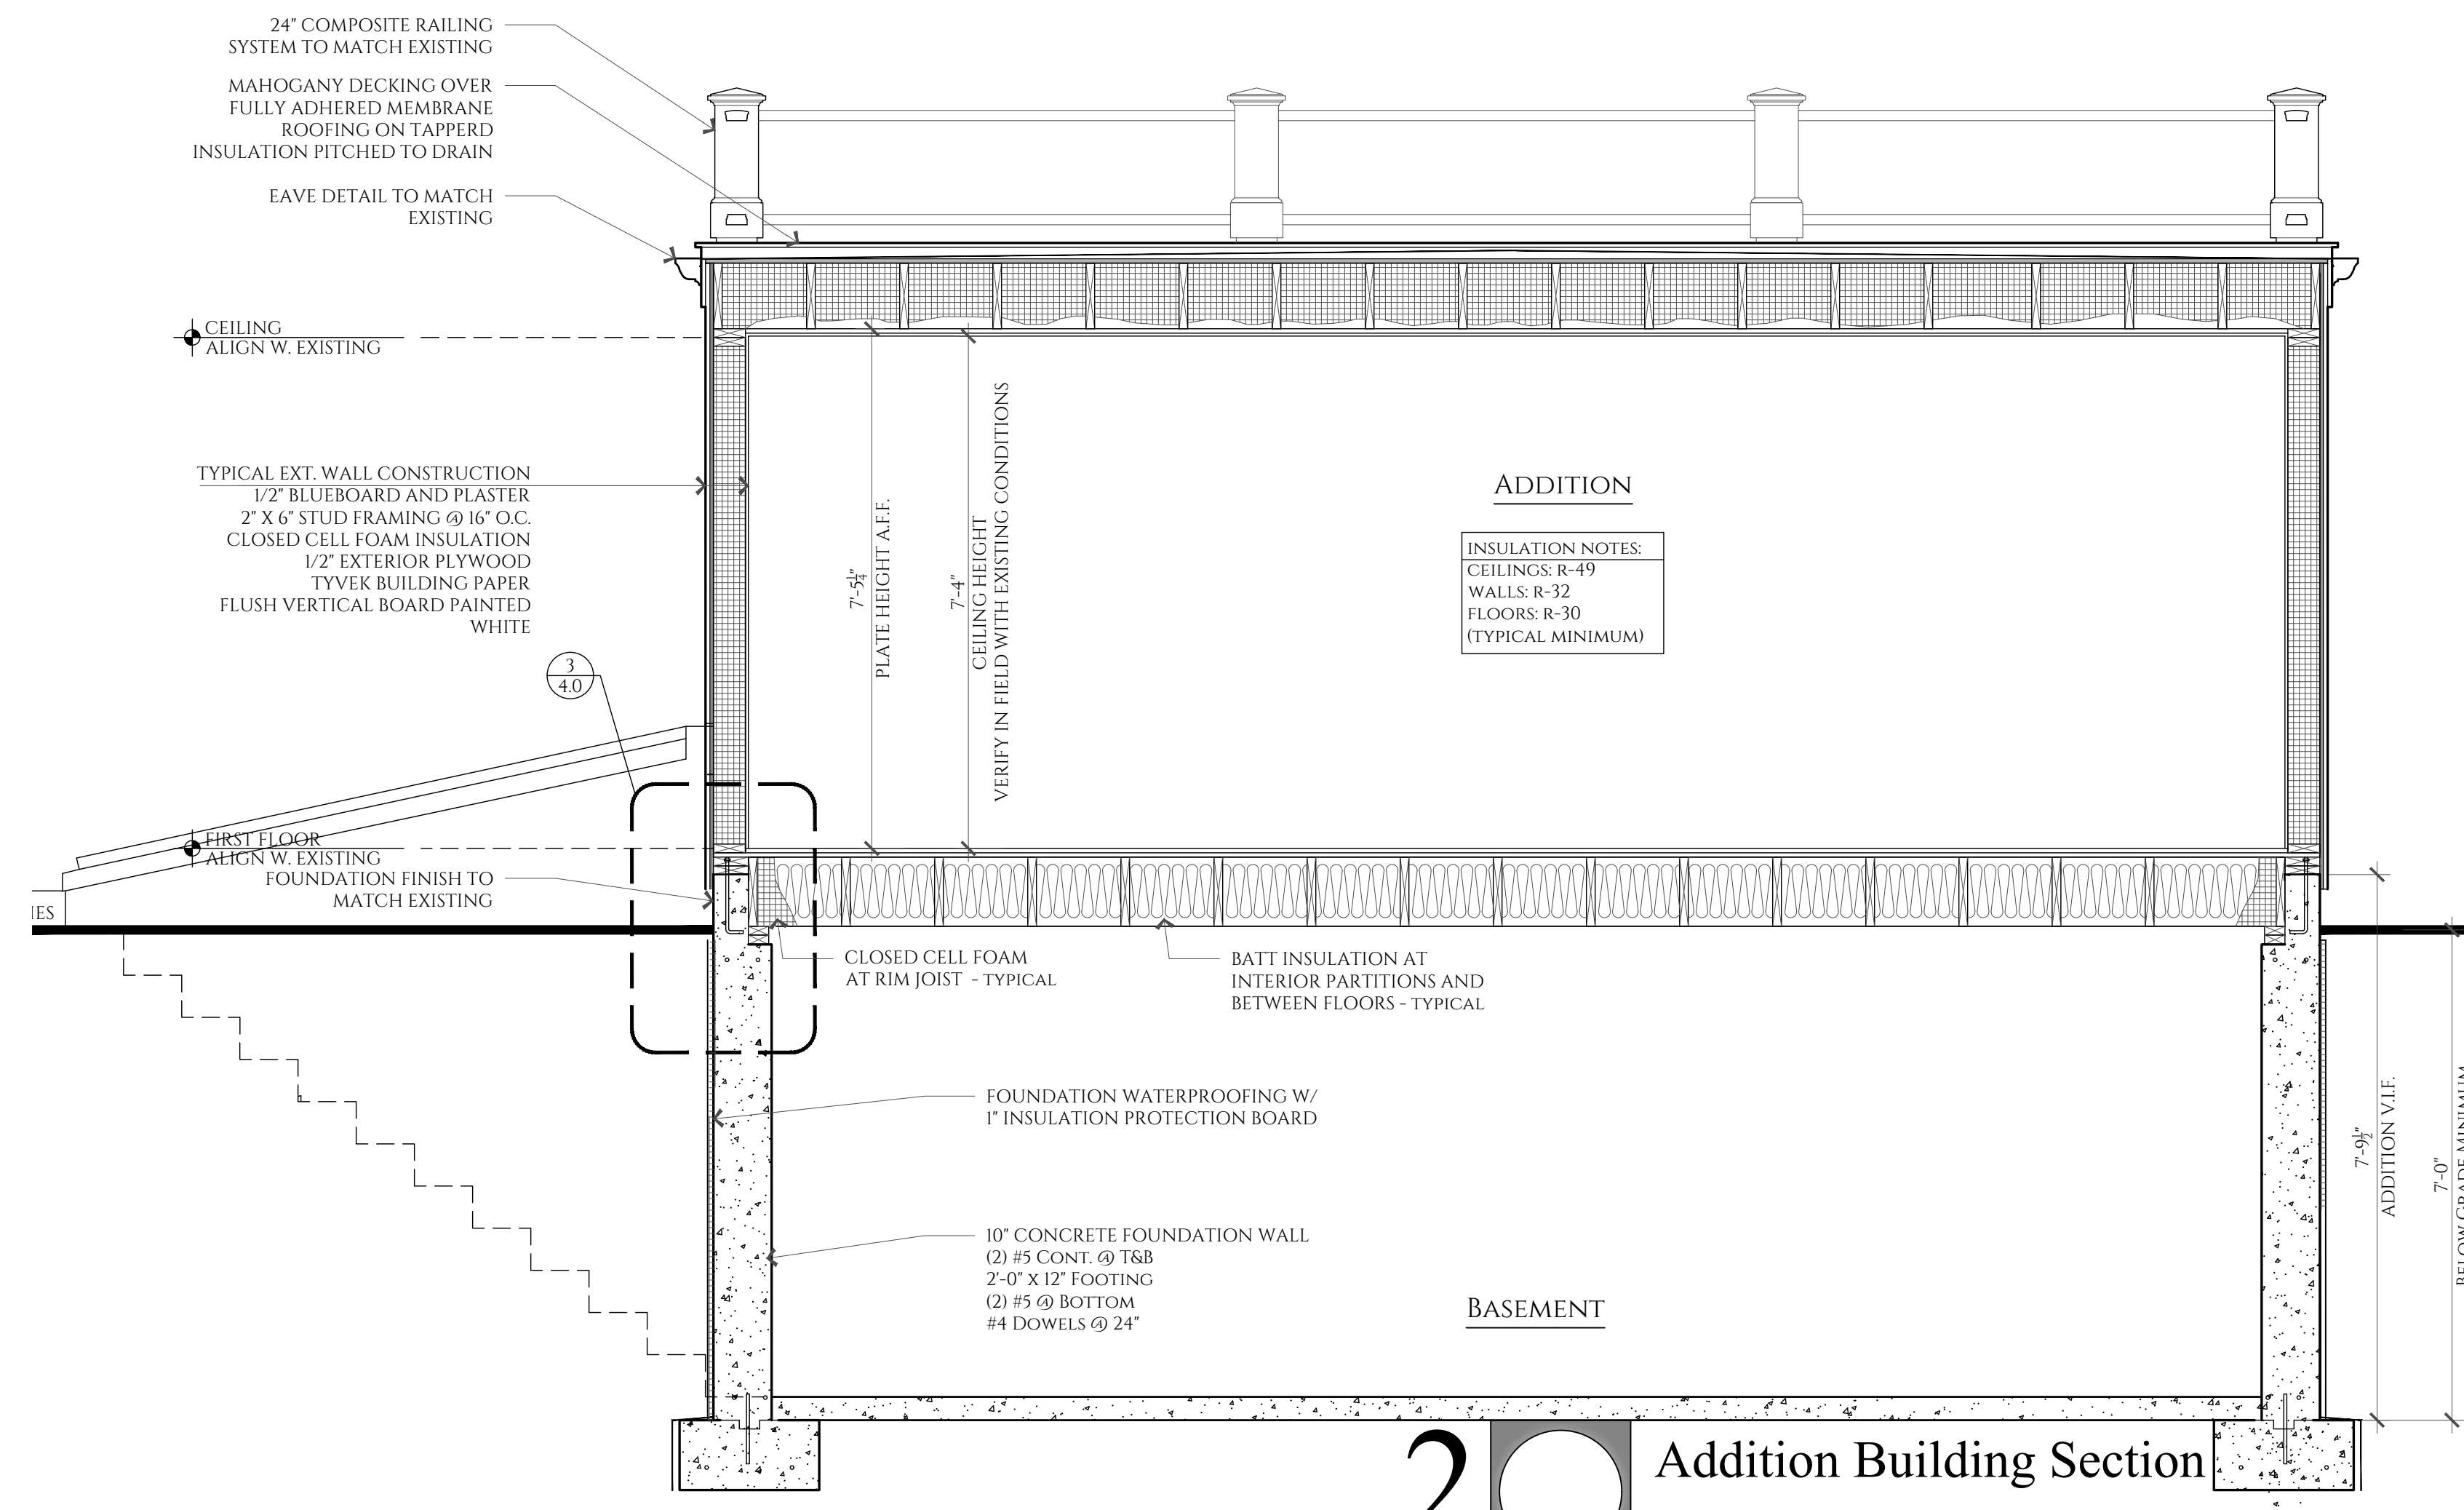 24" COMPOSITE RAILING
SYSTEM TO MATCH EXISTING
MAHOGANY DECKING OVER
FULLY ADHERED MEMBRANE
ROOFING ON TAPPERD
INSULATION PITCHED TO DRAIN
EAVE DETAIL TO MATCH
EXISTING
CEILING
ALIGN W. EXISTING
TYPICAL EXT. WALL CONSTRUCTION
1/2" BLUEBOARD AND PLASTER
2" X 6" STUD FRAMING @ 16" O.C.
CLOSED CELL FOAM INSULATION
1/2" EXTERIOR PLYWOOD
TYVEK BUILDING PAPER
FLUSH VERTICAL BOARD PAINTED
WHITE
3
4.0
7'-5¼"
PLATE HEIGHT A.F.F.
7'-4"
CEILING HEIGHT
VERIFY IN FIELD WITH EXISTING CONDITIONS
ADDITION
INSULATION NOTES:
CEILINGS: R-49
WALLS: R-32
FLOORS: R-30
(TYPICAL MINIMUM)
FIRST FLOOR
ALIGN W. EXISTING
FOUNDATION FINISH TO
MATCH EXISTING
IES
CLOSED CELL FOAM
AT RIM JOIST - TYPICAL
BATT INSULATION AT
INTERIOR PARTITIONS AND
BETWEEN FLOORS - TYPICAL
FOUNDATION WATERPROOFING W/
1" INSULATION PROTECTION BOARD
10" CONCRETE FOUNDATION WALL
(2) #5 CONT. @ T&B
2'-0" X 12" FOOTING
(2) #5 @ BOTTOM
#4 DOWELS @ 24"
BASEMENT
7'-9½"
ADDITION V.I.F.
7'-0"
BELOW GRADE MINIMUM
2
Addition Building Section